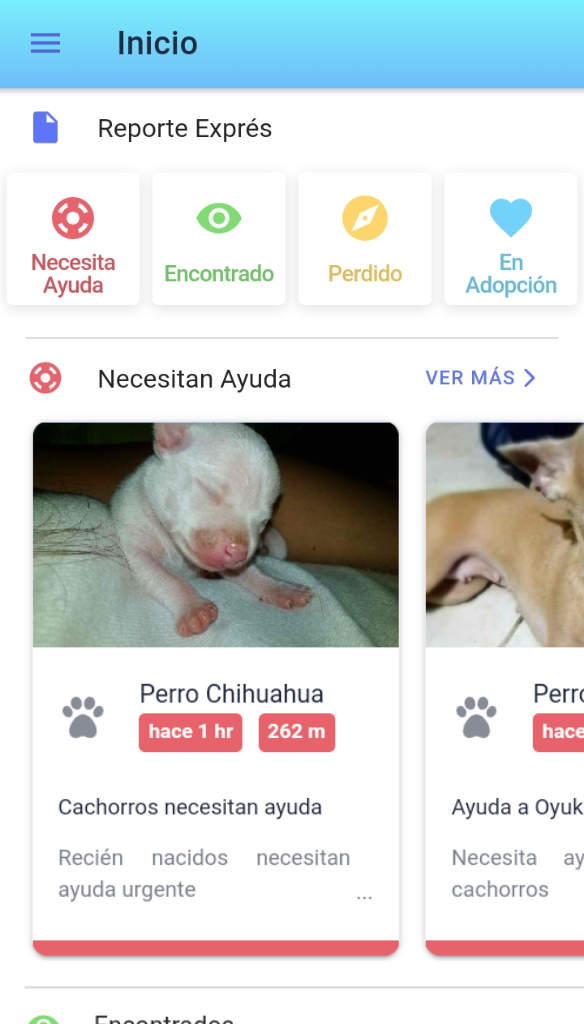 Inicio
Reporte Exprés
Necesita
Ayuda
Encontrado
Perdido
En
Adopción
Necesitan Ayuda
VER MÁS
Perro Chihuahua
hace 1 hr
262 m
Cachorros necesitan ayuda
Recién nacidos necesitan
ayuda urgente
...
Perro
hace
Ayuda a Oyuk
Necesita ay
cachorros
Encontrados